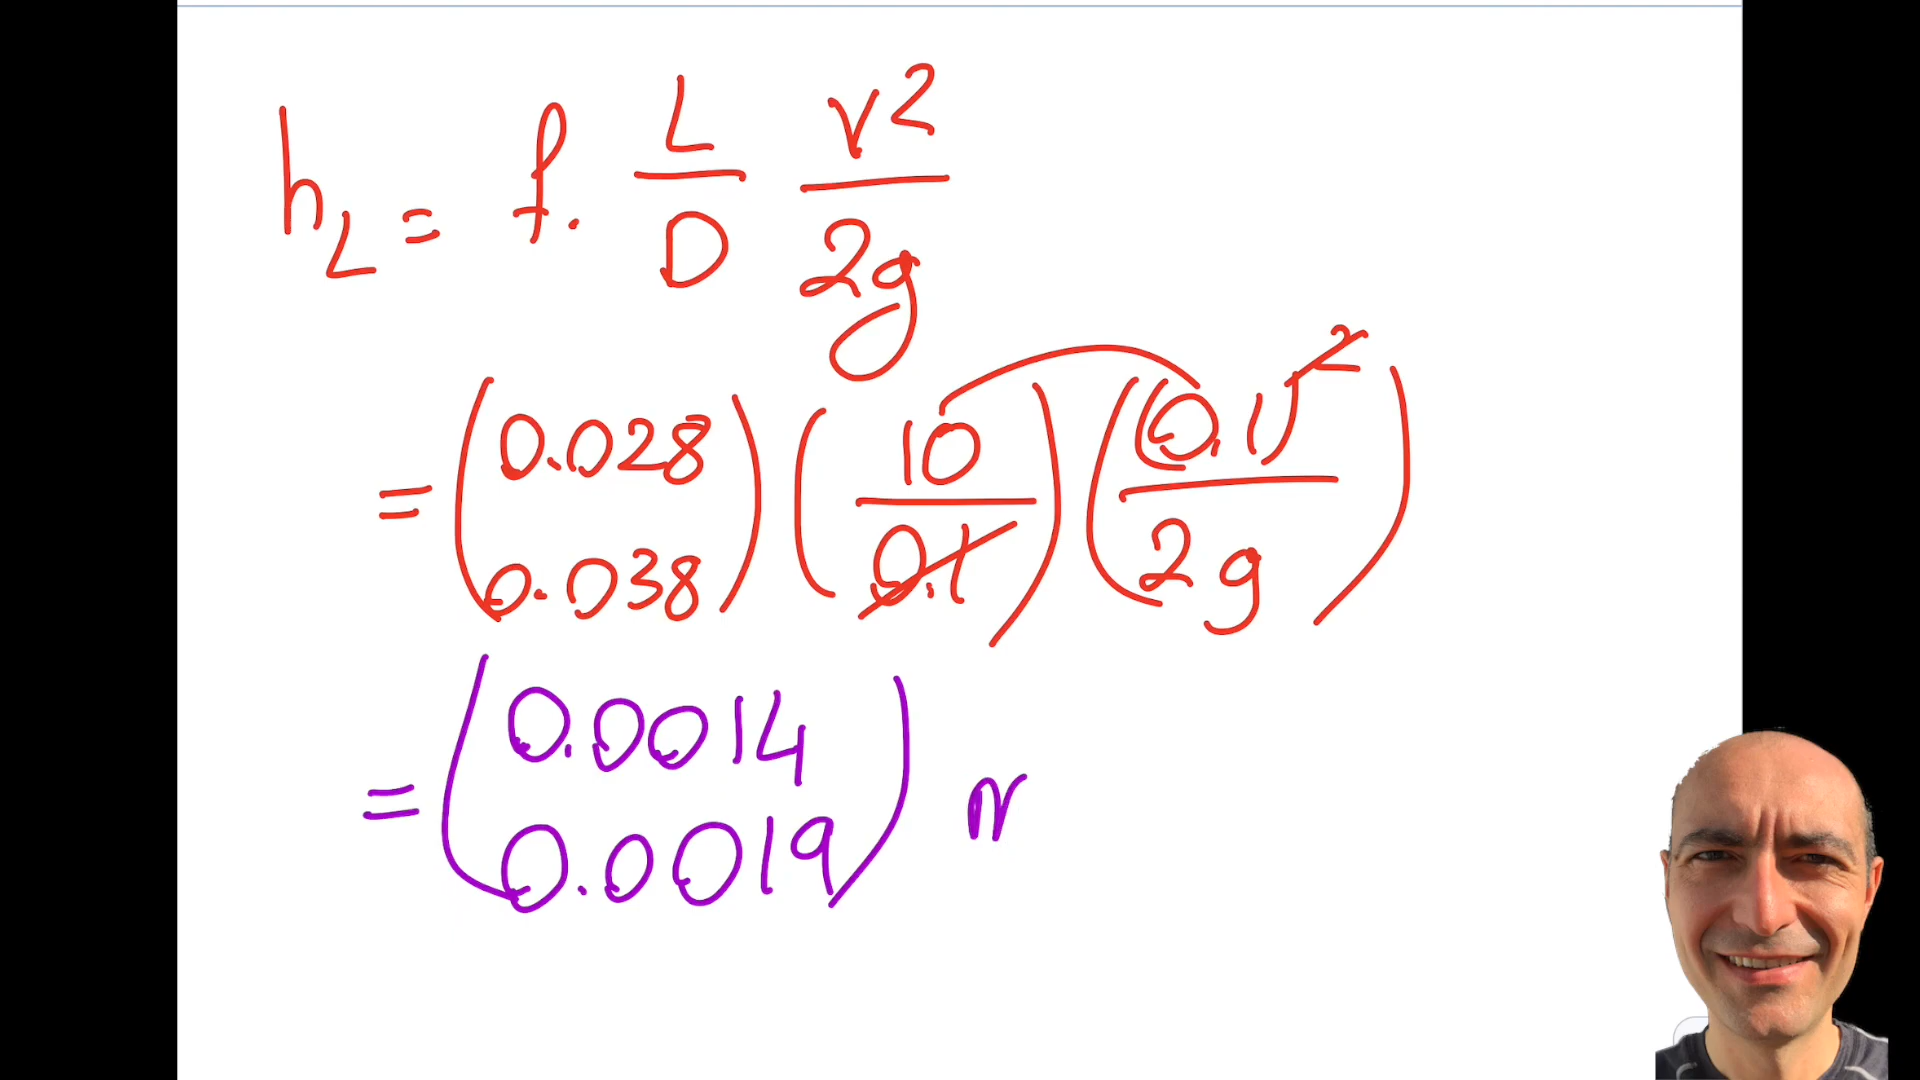 h_L = f. L/D v²/2g
= (0.028 0.038) (10/0.1) ((0.1)²/2g)
= (0.0014 0.0019) m